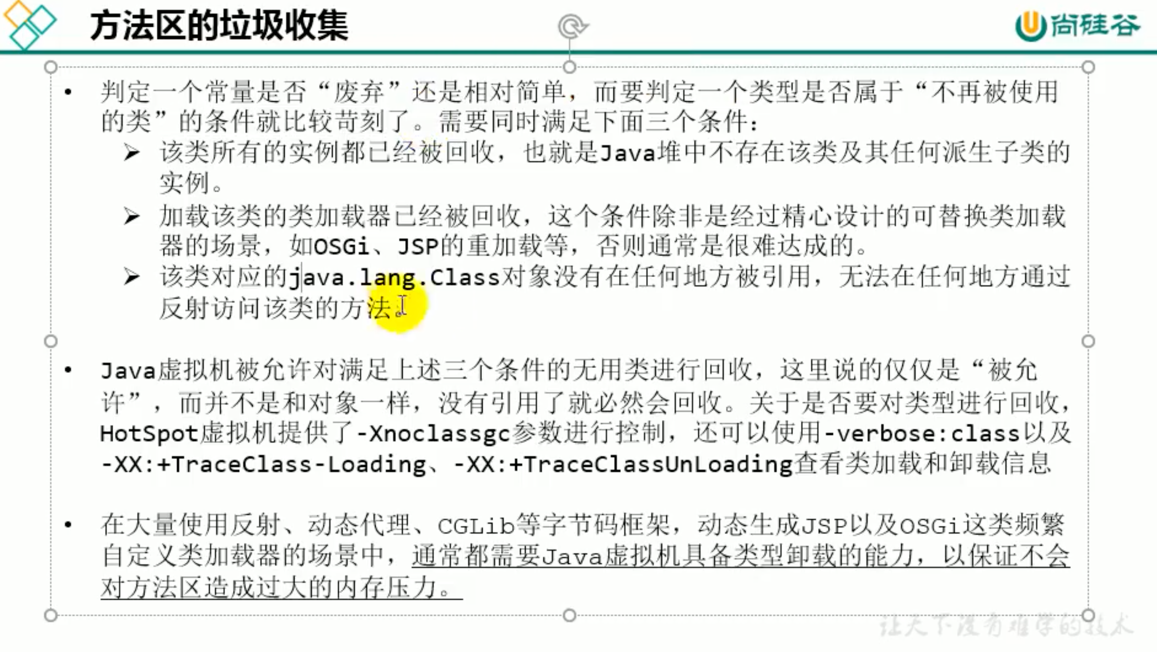 方法区的垃圾收集
尚硅谷
• 判定一个常量是否“废弃”还是相对简单，而要判定一个类型是否属于“不再被使用
的类”的条件就比较苛刻了。需要同时满足下面三个条件：
➢ 该类所有的实例都已经被回收，也就是Java堆中不存在该类及其任何派生子类的
实例。
➢ 加载该类的类加载器已经被回收，这个条件除非是经过精心设计的可替换类加载
器的场景，如OSGi、JSP的重加载等，否则通常是很难达成的。
➢ 该类对应的java.lang.Class对象没有在任何地方被引用，无法在任何地方通过
反射访问该类的方法。
• Java虚拟机被允许对满足上述三个条件的无用类进行回收，这里说的仅仅是“被允
许”，而并不是和对象一样，没有引用了就必然会回收。关于是否要对类型进行回收，
HotSpot虚拟机提供了-Xnoclassgc参数进行控制，还可以使用-verbose:class以及
-XX:+TraceClass-Loading、-XX:+TraceClassUnLoading查看类加载和卸载信息
• 在大量使用反射、动态代理、CGLib等字节码框架，动态生成JSP以及OSGi这类频繁
自定义类加载器的场景中，通常都需要Java虚拟机具备类型卸载的能力，以保证不会
对方法区造成过大的内存压力。
让天下没有难学的技术